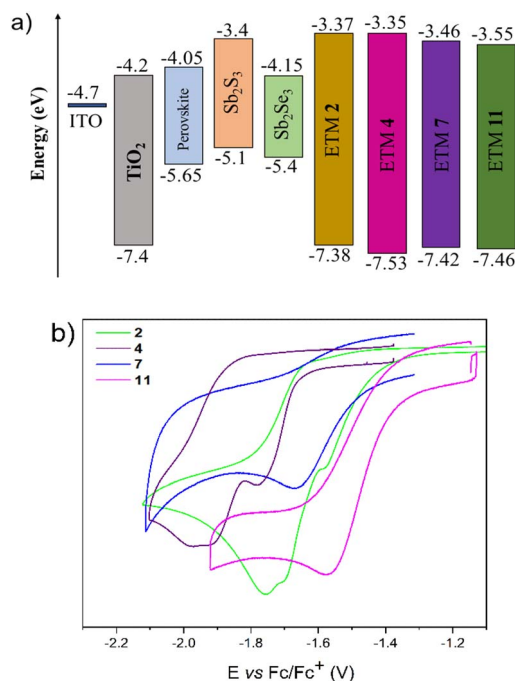 a)
Energy (eV)
-4.7
ITO
-4.2
TiO2
-7.4
-4.05
Perovskite
-5.65
-3.4
Sb2S3
-5.1
-4.15
Sb2Se3
-5.4
-3.37
ETM 2
-7.38
-3.35
ETM 4
-7.53
-3.46
ETM 7
-7.42
-3.55
ETM 11
-7.46
b)
2
4
7
11
-2.2 -2.0 -1.8 -1.6 -1.4 -1.2
E vs Fc/Fc+ (V)